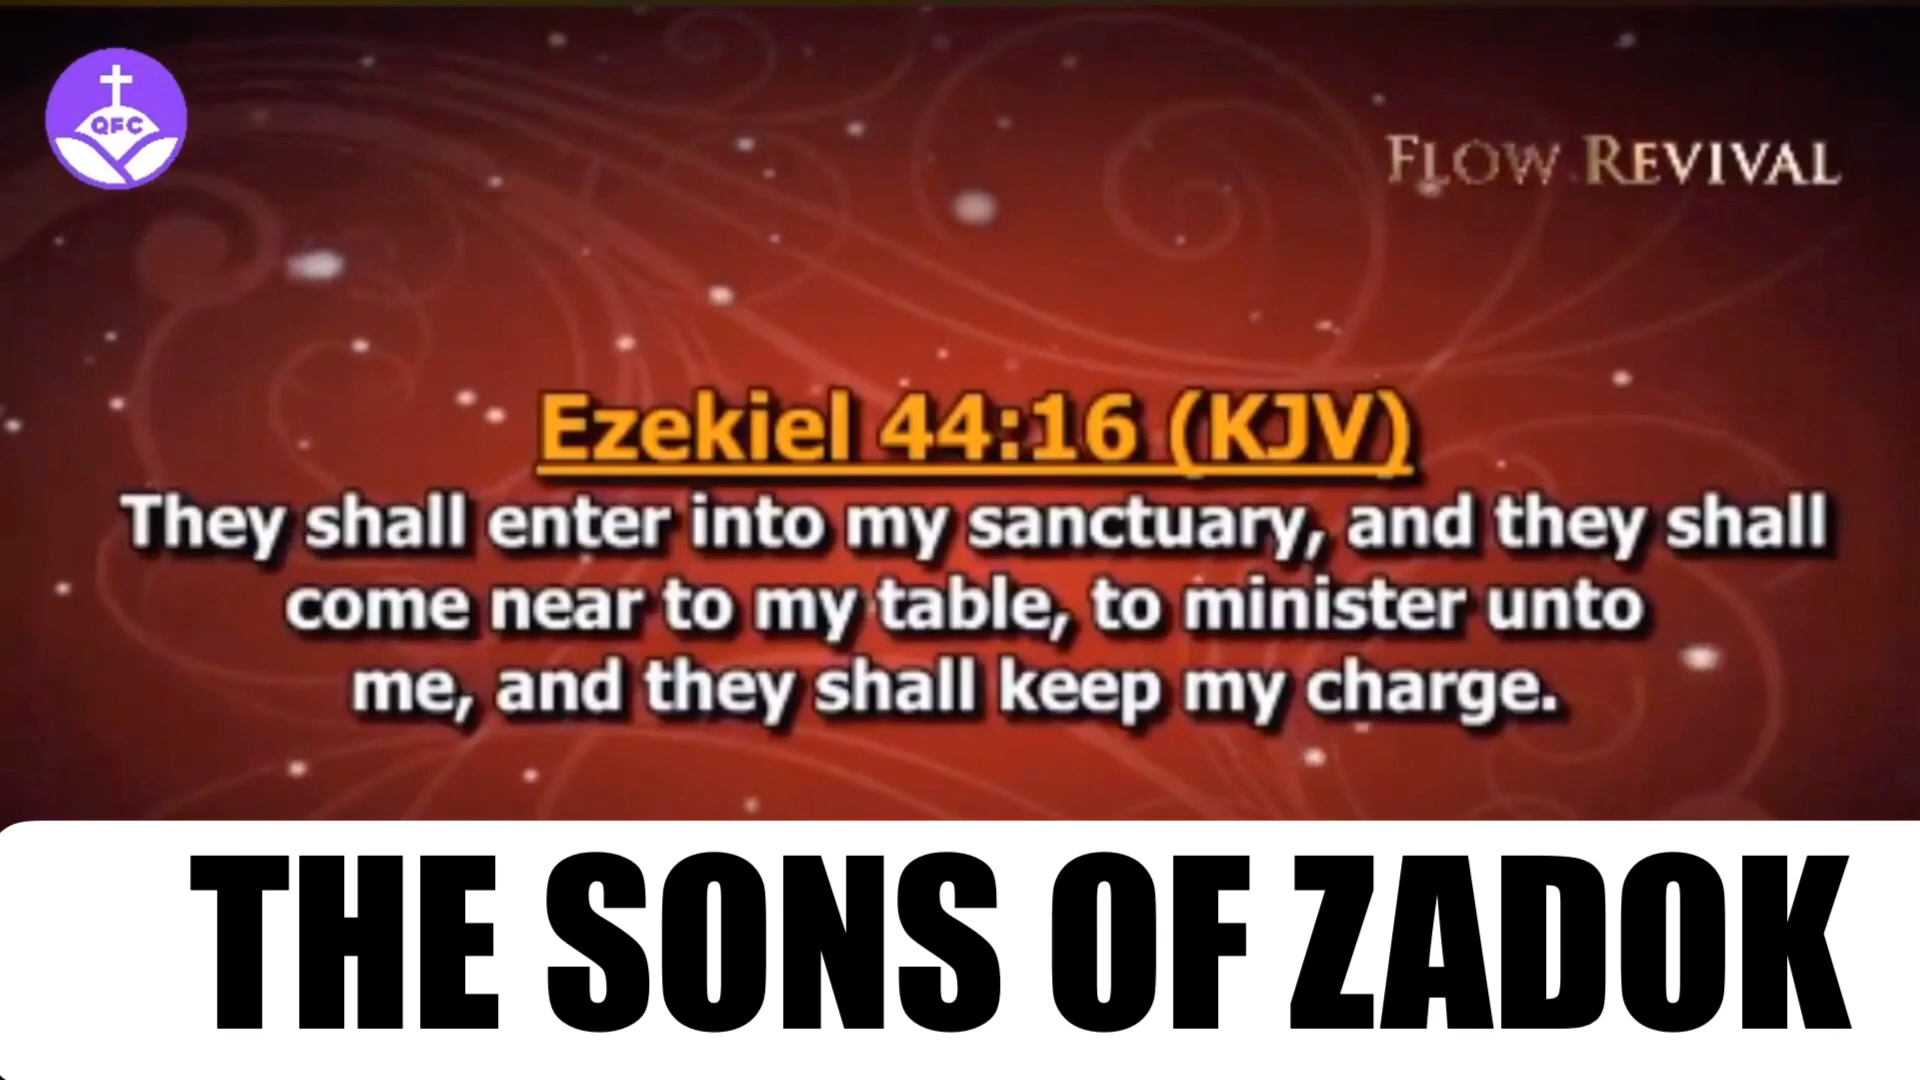 QFC
FLOW REVIVAL
Ezekiel 44:16 (KJV)
They shall enter into my sanctuary, and they shall
come near to my table, to minister unto
me, and they shall keep my charge.
THE SONS OF ZADOK